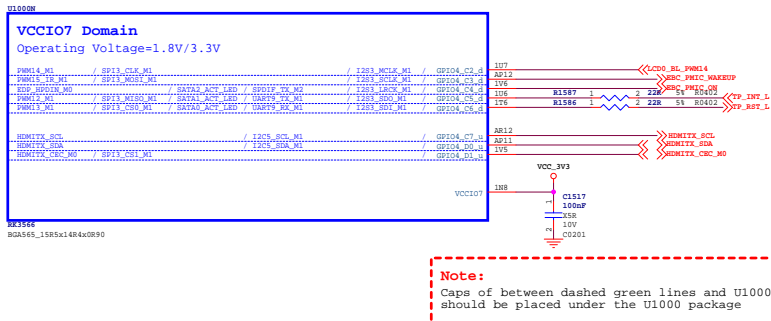 U1000N
VCCIO7 Domain
Operating Voltage=1.8V/3.3V
PWM14_M1 / SPI3_CLK_M1 / I2S3_MCLK_M1 / GPIO4_C2_d 1U7 LCD0_BL_PWM14
PWM15_IR_M1 / SPI3_MOSI_M1 / I2S3_SCLK_M1 / GPIO4_C3_d AP12 EBC_PMIC_WAKEUP
EDP_HPDIN_M0 / SATA2_ACT_LED / SPDIF_TX_M2 / I2S3_LRCK_M1 / GPIO4_C4_d 1V6 EBC_PMIC_ON
PWM12_M1 / SPI3_MISO_M1 / SATA1_ACT_LED / UART9_TX_M1 / I2S3_SDO_M1 / GPIO4_C5_d 1U6 R1587 1 2 22R 5% R0402 TP_INT_L
PWM13_M1 / SPI3_CS0_M1 / SATA0_ACT_LED / UART9_RX_M1 / I2S3_SDI_M1 / GPIO4_C6_d 1T6 R1586 1 2 22R 5% R0402 TP_RST_L
HDMITX_SCL / I2C5_SCL_M1 / GPIO4_C7_u AR12 HDMITX_SCL
HDMITX_SDA / I2C5_SDA_M1 / GPIO4_D0_u AP11 HDMITX_SDA
HDMITX_CEC_M0 / SPI3_CS1_M1 / GPIO4_D1_u 1V5 HDMITX_CEC_M0
VCC_3V3
VCCIO7 1N8
1 C1517
100nF
X5R
10V
2 C0201
RK3566
BGA565_15R5x14R4x0R90
Note:
Caps of between dashed green lines and U1000
should be placed under the U1000 package